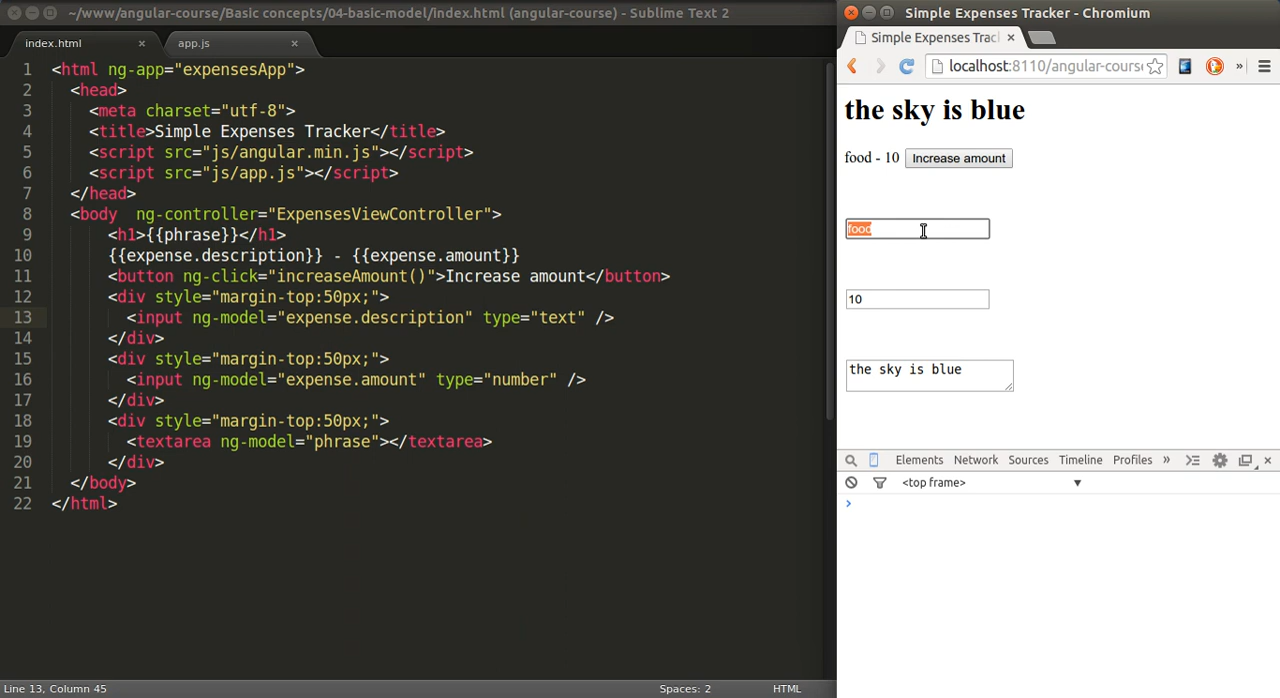 ~/www/angular-course/Basic concepts/04-basic-model/index.html (angular-course) - Sublime Text 2
index.html × app.js ×
1 <html ng-app="expensesApp">
2 <head>
3 <meta charset="utf-8">
4 <title>Simple Expenses Tracker</title>
5 <script src="js/angular.min.js"></script>
6 <script src="js/app.js"></script>
7 </head>
8 <body  ng-controller="ExpensesViewController">
9 <h1>{{phrase}}</h1>
10 {{expense.description}} - {{expense.amount}}
11 <button ng-click="increaseAmount()">Increase amount</button>
12 <div style="margin-top:50px;">
13 <input ng-model="expense.description" type="text" />
14 </div>
15 <div style="margin-top:50px;">
16 <input ng-model="expense.amount" type="number" />
17 </div>
18 <div style="margin-top:50px;">
19 <textarea ng-model="phrase"></textarea>
20 </div>
21 </body>
22 </html>
Line 13, Column 45 Spaces: 2 HTML
Simple Expenses Tracker - Chromium
Simple Expenses Trac ×
localhost:8110/angular-course »
the sky is blue
food - 10 Increase amount
food
10
the sky is blue
Elements Network Sources Timeline Profiles » ×
<top frame> ▼
>